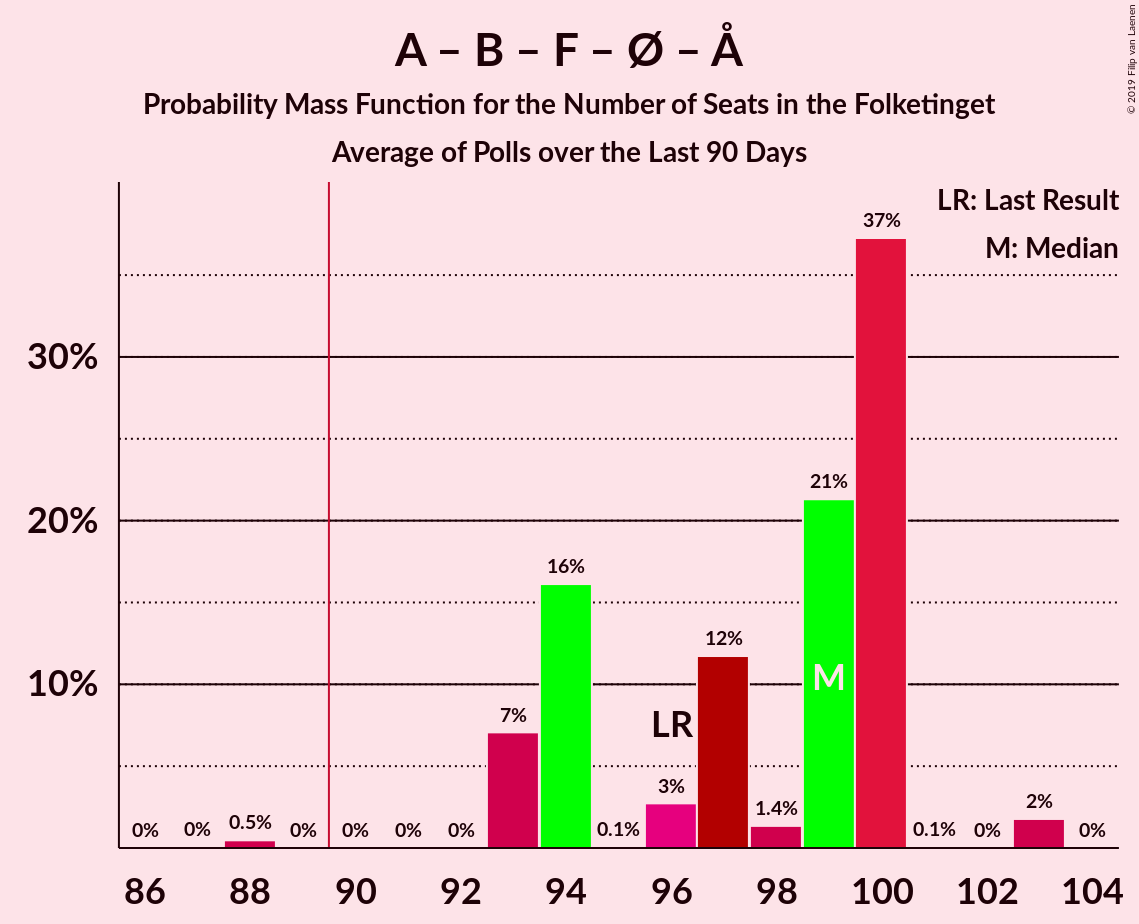 A – B – F – Ø – Å
Probability Mass Function for the Number of Seats in the Folketinget
Average of Polls over the Last 90 Days
© 2019 Filip van Laenen
LR: Last Result
M: Median
30%
20%
10%
0%
0%
0.5%
0%
0%
0%
0%
7%
16%
0.1%
3%
12%
1.4%
21%
37%
0.1%
0%
2%
0%
LR
M
86 88 90 92 94 96 98 100 102 104